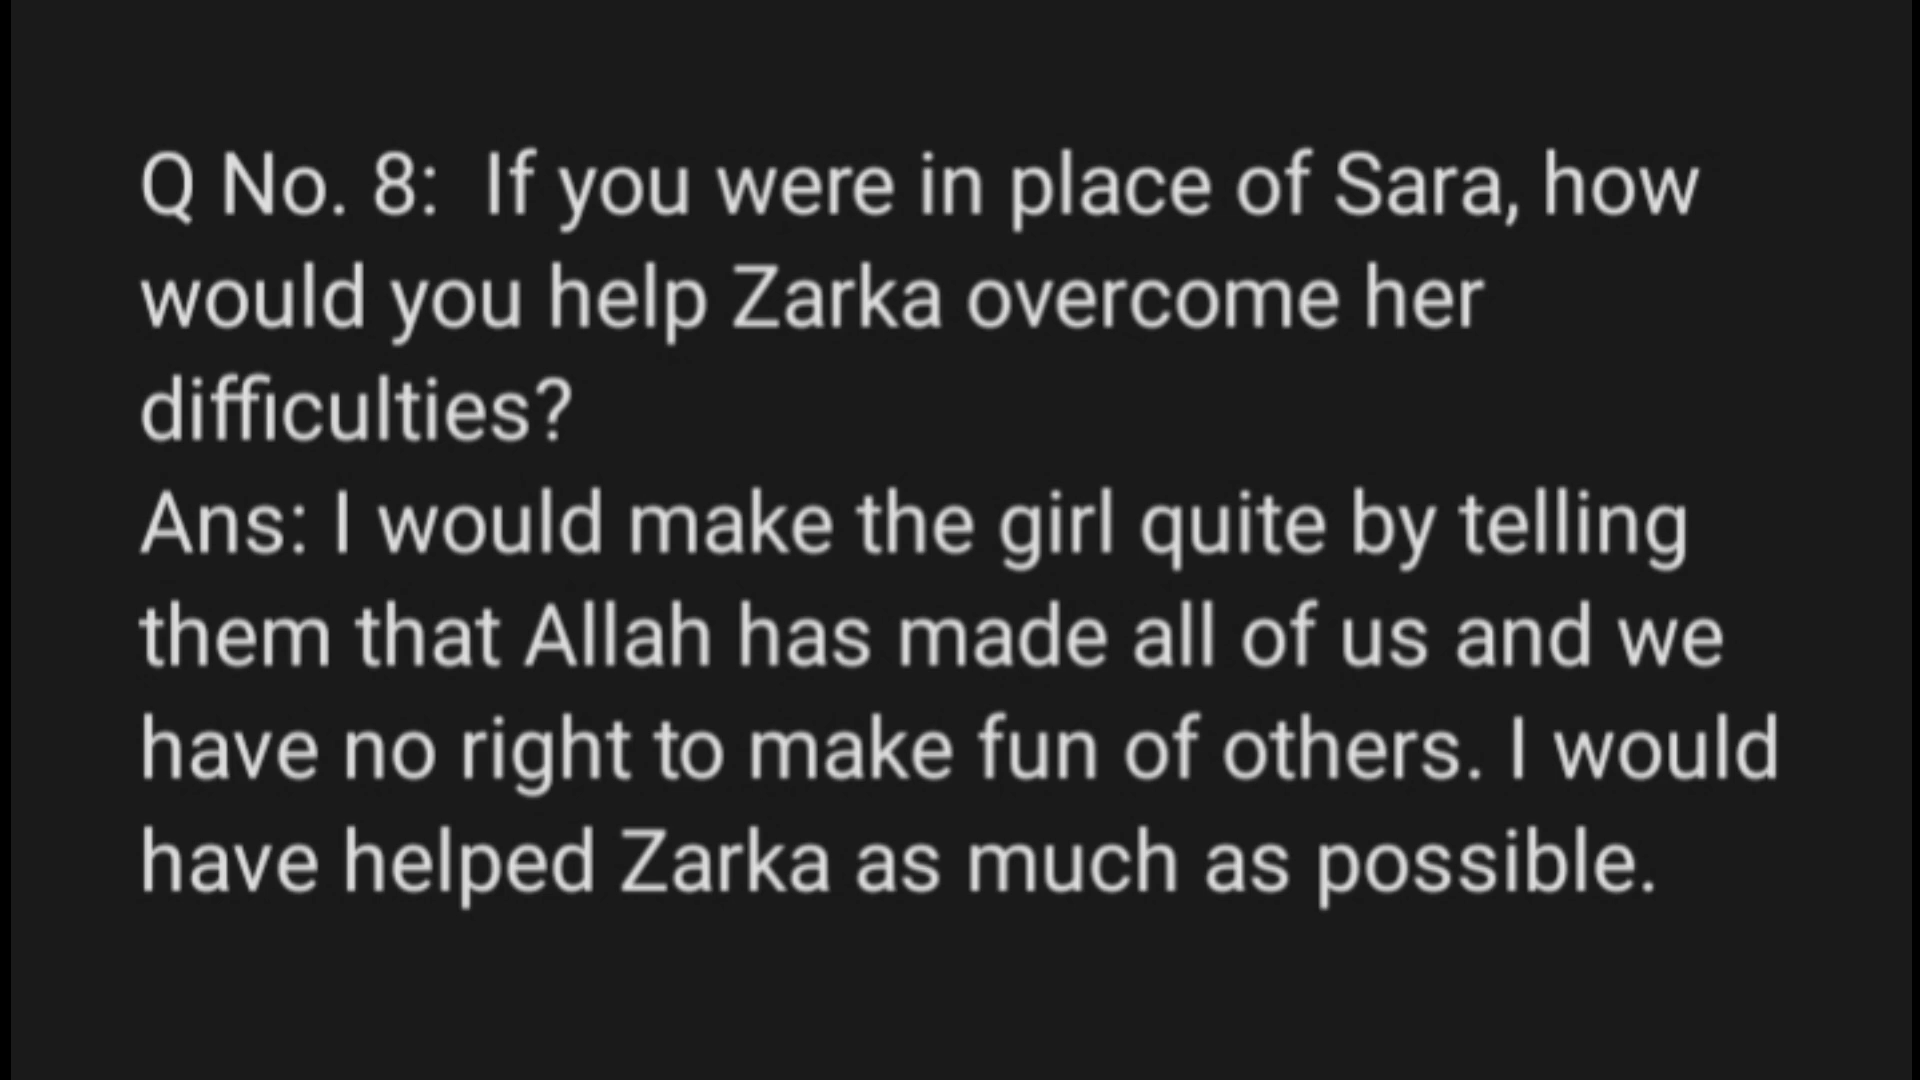 Q No. 8:  If you were in place of Sara, how
would you help Zarka overcome her
difficulties?
Ans: I would make the girl quite by telling
them that Allah has made all of us and we
have no right to make fun of others. I would
have helped Zarka as much as possible.